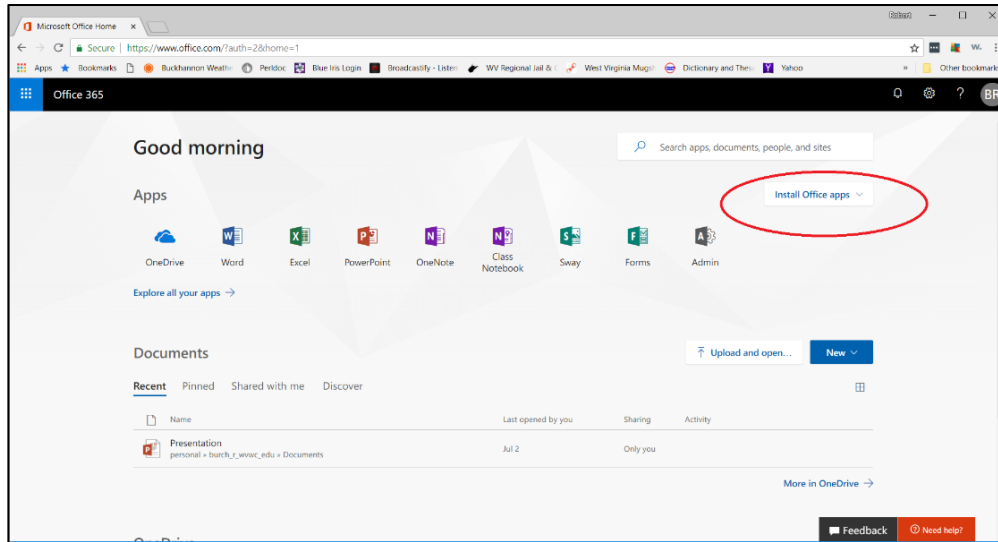 Microsoft Office Home
Robert
Secure | https://www.office.com/?auth=2&home=1
W.
Apps Bookmarks Buckhannon Weathe Perldoc Blue Iris Login Broadcastify - Listen WV Regional Jail & C West Virginia Mugsh Dictionary and Thes Yahoo » Other bookmark
Office 365 ? BR
Good morning
Search apps, documents, people, and sites
Apps
Install Office apps
OneDrive Word Excel PowerPoint OneNote Class Notebook Sway Forms Admin
Explore all your apps →
Documents
Upload and open... New
Recent Pinned Shared with me Discover
Name Last opened by you Sharing Activity
Presentation
personal » burch_r_wvwc_edu » Documents
Jul 2 Only you
More in OneDrive →
Feedback Need help?
OneDrive